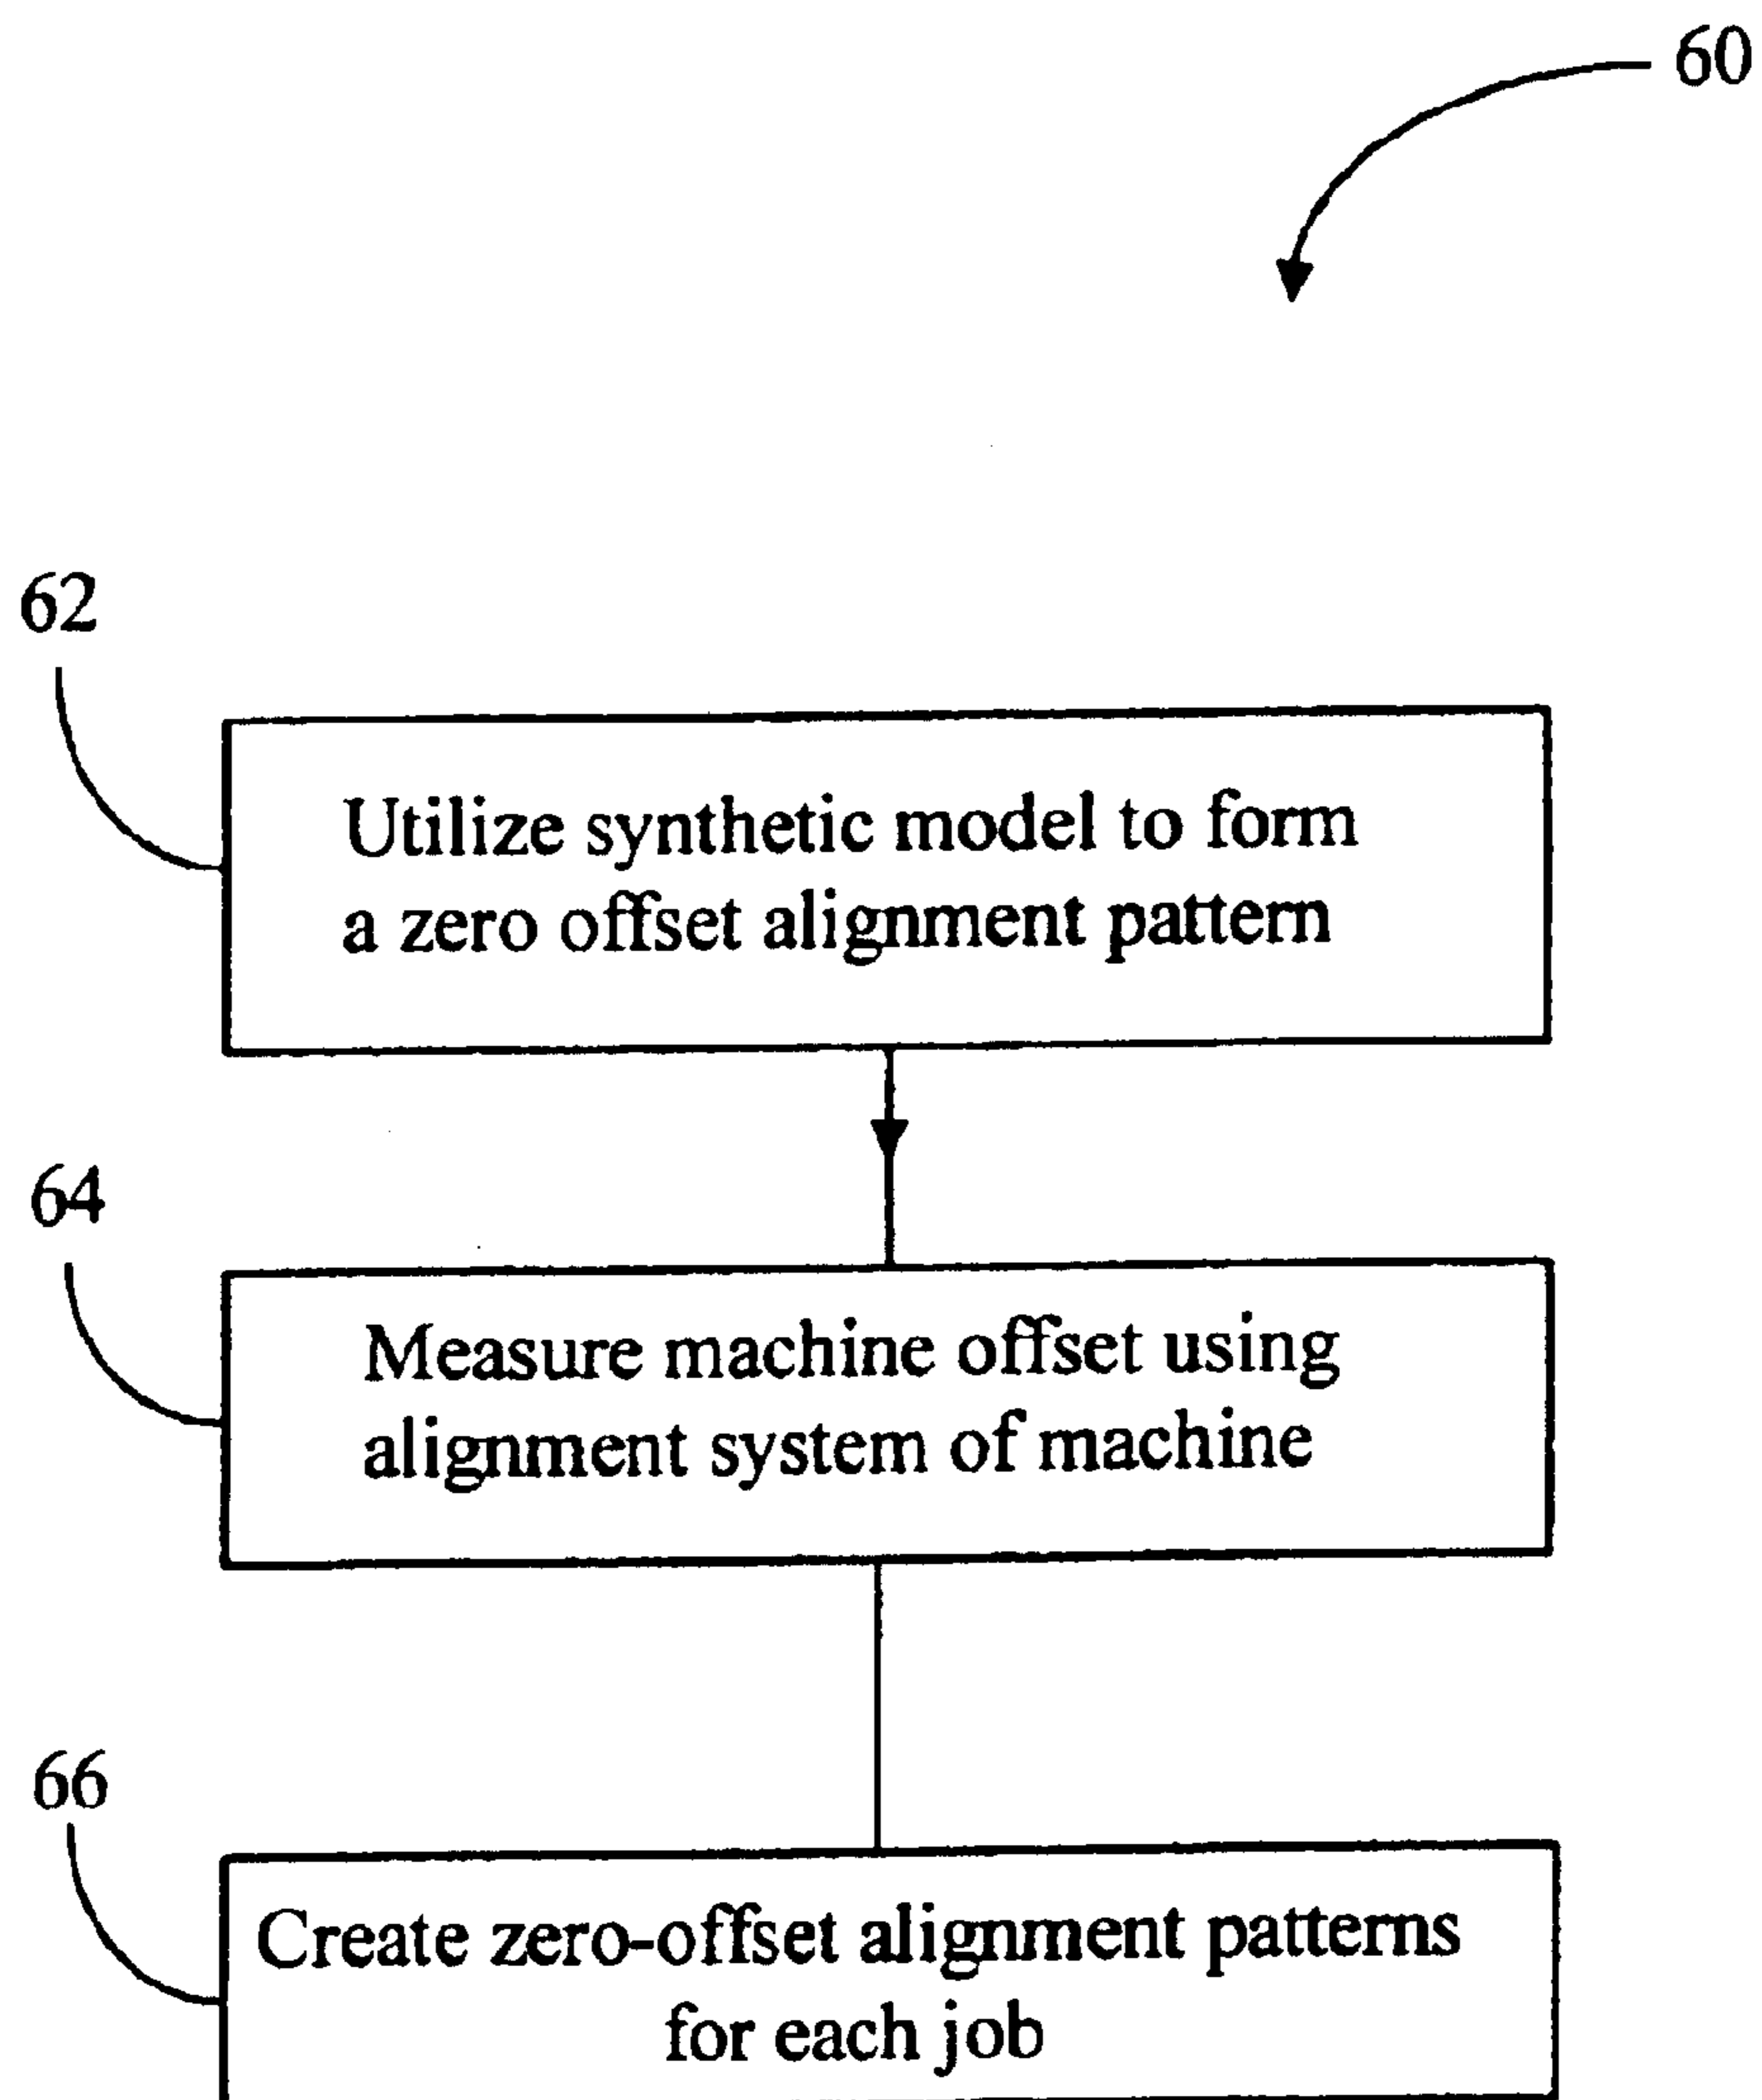 60
62
Utilize synthetic model to form
a zero offset alignment pattern
64
Measure machine offset using
alignment system of machine
66
Create zero-offset alignment patterns
for each job